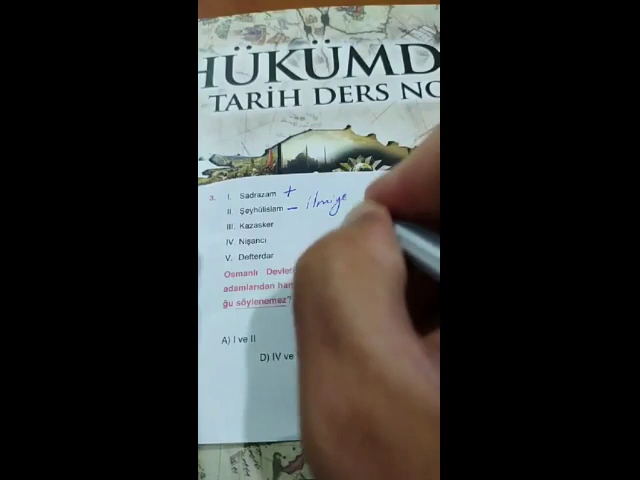 HÜKÜMD
TARİH DERS NO
3. I. Sadrazam +
II. Şeyhülislam – ilmiye
III. Kazasker
IV. Nişancı
V. Defterdar
Osmanlı Devleti
adamlarından han
ğu söylenemez?
A) I ve II
D) IV ve